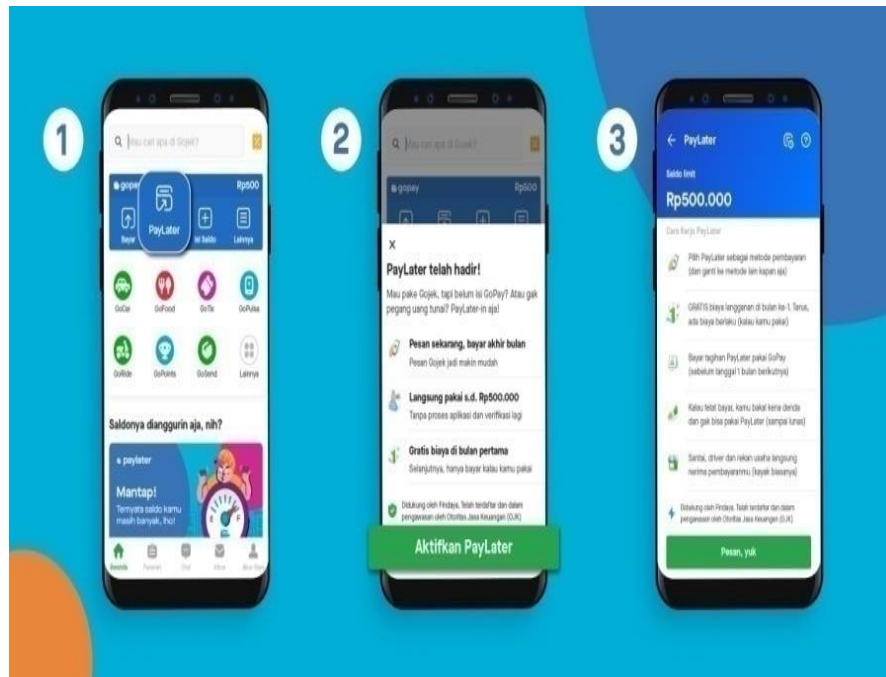 1
Mau cari apa di Gojek?
gopay
Rp500
PayLater
Bayar
Isi Saldo
Lainnya
GoCar
GoFood
GoTix
GoPulsa
GoRide
GoPoints
GoSend
Lainnya
Saldonya dianggurin aja, nih?
paylater
Mantap!
Ternyata saldo kamu
masih banyak, lho!
Beranda
Pesanan
Chat
Inbox
2
Mau cari apa di Gojek?
gopay
Rp500
X
PayLater telah hadir!
Mau pake Gojek, tapi belum isi GoPay? Atau gak
pegang uang tunai? PayLater-in aja!
Pesan sekarang, bayar akhir bulan
Pesan Gojek jadi makin mudah
Langsung pakai s.d. Rp500.000
Tanpa proses aplikasi dan verifikasi lagi
Gratis biaya di bulan pertama
Selanjutnya, hanya bayar kalau kamu pakai
Didukung oleh Findaya. Telah terdaftar dan dalam
pengawasan oleh Otoritas Jasa Keuangan (OJK)
Aktifkan PayLater
3
PayLater
Saldo limit
Rp500.000
Cara Kerja PayLater
Pilih PayLater sebagai metode pembayaran
(dan ganti ke metode lain kapan aja)
GRATIS biaya langganan di bulan ke-1. Terus,
ada biaya berlaku (kalau kamu pakai)
Bayar tagihan PayLater pakai GoPay
(sebelum tanggal 1 bulan berikutnya)
Kalau telat bayar, kamu bakal kena denda
dan gak bisa pakai PayLater (sampai lunas)
Santai, driver dan rekan usaha langsung
nerima pembayaranmu (kayak biasanya)
Didukung oleh Findaya. Telah terdaftar dan dalam
pengawasan oleh Otoritas Jasa Keuangan (OJK)
Pesan, yuk